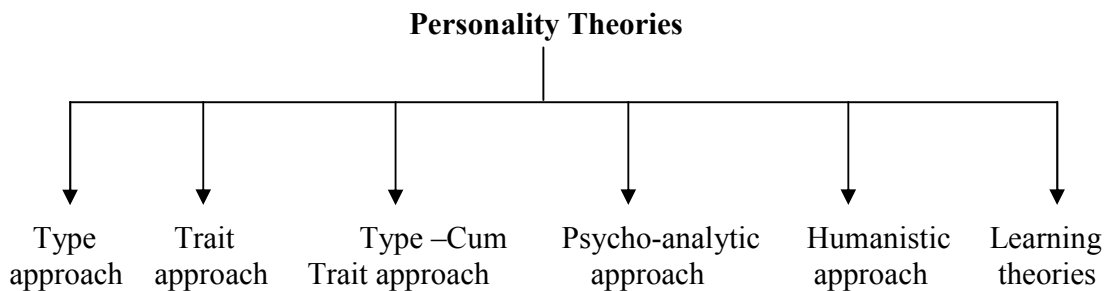 Personality Theories
Type
approach
Trait
approach
Type –Cum
Trait approach
Psycho-analytic
approach
Humanistic
approach
Learning
theories